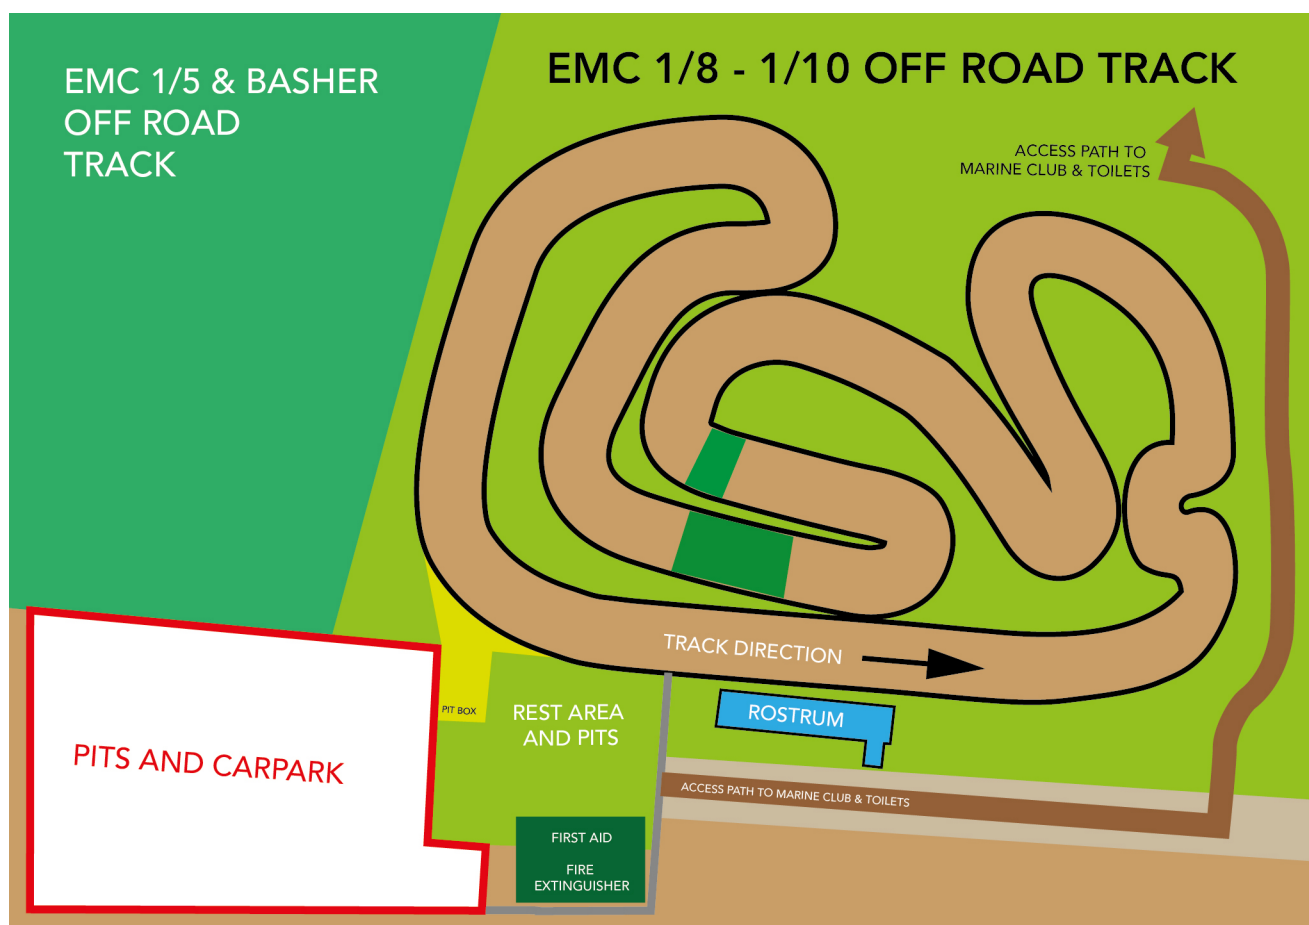 EMC 1/5 & BASHER
OFF ROAD
TRACK
EMC 1/8 - 1/10 OFF ROAD TRACK
ACCESS PATH TO
MARINE CLUB & TOILETS
TRACK DIRECTION
PIT BOX
REST AREA
AND PITS
ROSTRUM
PITS AND CARPARK
ACCESS PATH TO MARINE CLUB & TOILETS
FIRST AID
FIRE
EXTINGUISHER